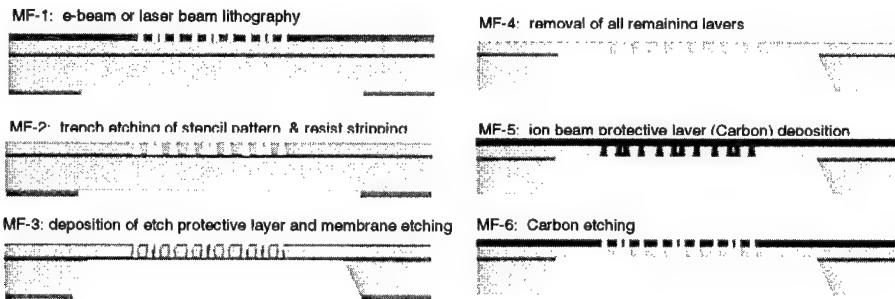 MF-1: e-beam or laser beam lithography
MF-2: trench etching of stencil pattern & resist stripping
MF-3: deposition of etch protective layer and membrane etching
MF-4: removal of all remaining layers
MF-5: ion beam protective layer (Carbon) deposition
MF-6: Carbon etching